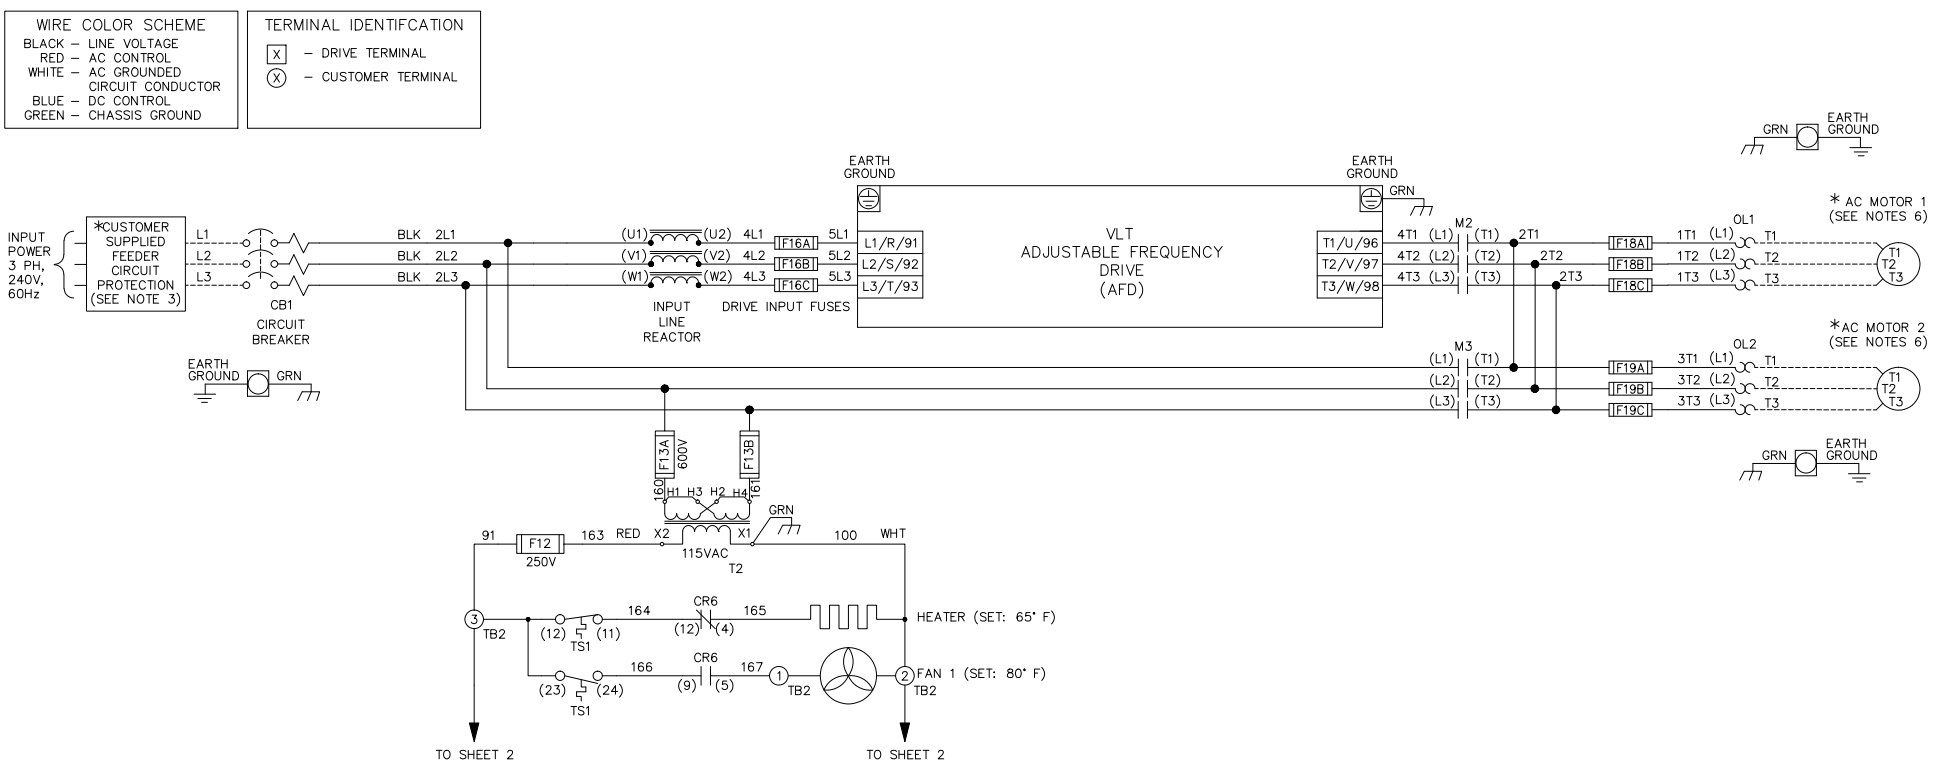 WIRE COLOR SCHEME
BLACK – LINE VOLTAGE
RED – AC CONTROL
WHITE – AC GROUNDED
CIRCUIT CONDUCTOR
BLUE – DC CONTROL
GREEN – CHASSIS GROUND
TERMINAL IDENTIFCATION
X – DRIVE TERMINAL
X – CUSTOMER TERMINAL
INPUT
POWER
3 PH,
240V,
60Hz
*CUSTOMER
SUPPLIED
FEEDER
CIRCUIT
PROTECTION
(SEE NOTE 3)
L1
L2
L3
CB1
CIRCUIT
BREAKER
EARTH
GROUND
GRN
BLK 2L1
BLK 2L2
BLK 2L3
(U1) (U2) 4L1 F16A 5L1
(V1) (V2) 4L2 F16B 5L2
(W1) (W2) 4L3 F16C 5L3
INPUT
LINE
REACTOR
DRIVE INPUT FUSES
EARTH
GROUND
L1/R/91
L2/S/92
L3/T/93
VLT
ADJUSTABLE FREQUENCY
DRIVE
(AFD)
EARTH
GROUND
GRN
T1/U/96
T2/V/97
T3/W/98
M2
4T1 (L1) (T1) 2T1 F18A 1T1 (L1) T1
4T2 (L2) (T2) 2T2 F18B 1T2 (L2) T2
4T3 (L3) (T3) 2T3 F18C 1T3 (L3) T3
OL1
GRN
EARTH
GROUND
* AC MOTOR 1
(SEE NOTES 6)
T1
T2
T3
M3
(L1) (T1) F19A 3T1 (L1) T1
(L2) (T2) F19B 3T2 (L2) T2
(L3) (T3) F19C 3T3 (L3) T3
OL2
*AC MOTOR 2
(SEE NOTES 6)
T1
T2
T3
GRN
EARTH
GROUND
F13A
600V
F13B
160
161
H1 H3 H2 H4
GRN
91 F12 163 RED X2 X1 100 WHT
250V
115VAC
T2
3
TB2
(12) (11)
TS1
164
CR6
(12) (4)
165
HEATER (SET: 65° F)
(23) (24)
TS1
166
CR6
(9) (5)
167
1
TB2
2
TB2
FAN 1 (SET: 80° F)
TO SHEET 2
TO SHEET 2